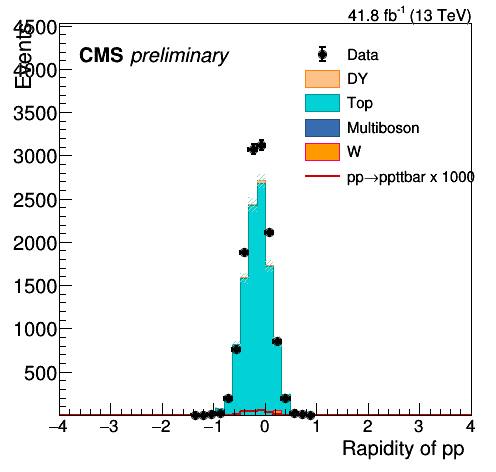 41.8 fb-1 (13 TeV)
CMS preliminary
Events
Data
DY
Top
Multiboson
W
pp→ppttbar x 1000
4500
4000
3500
3000
2500
2000
1500
1000
500
−4 −3 −2 −1 0 1 2 3 4
Rapidity of pp